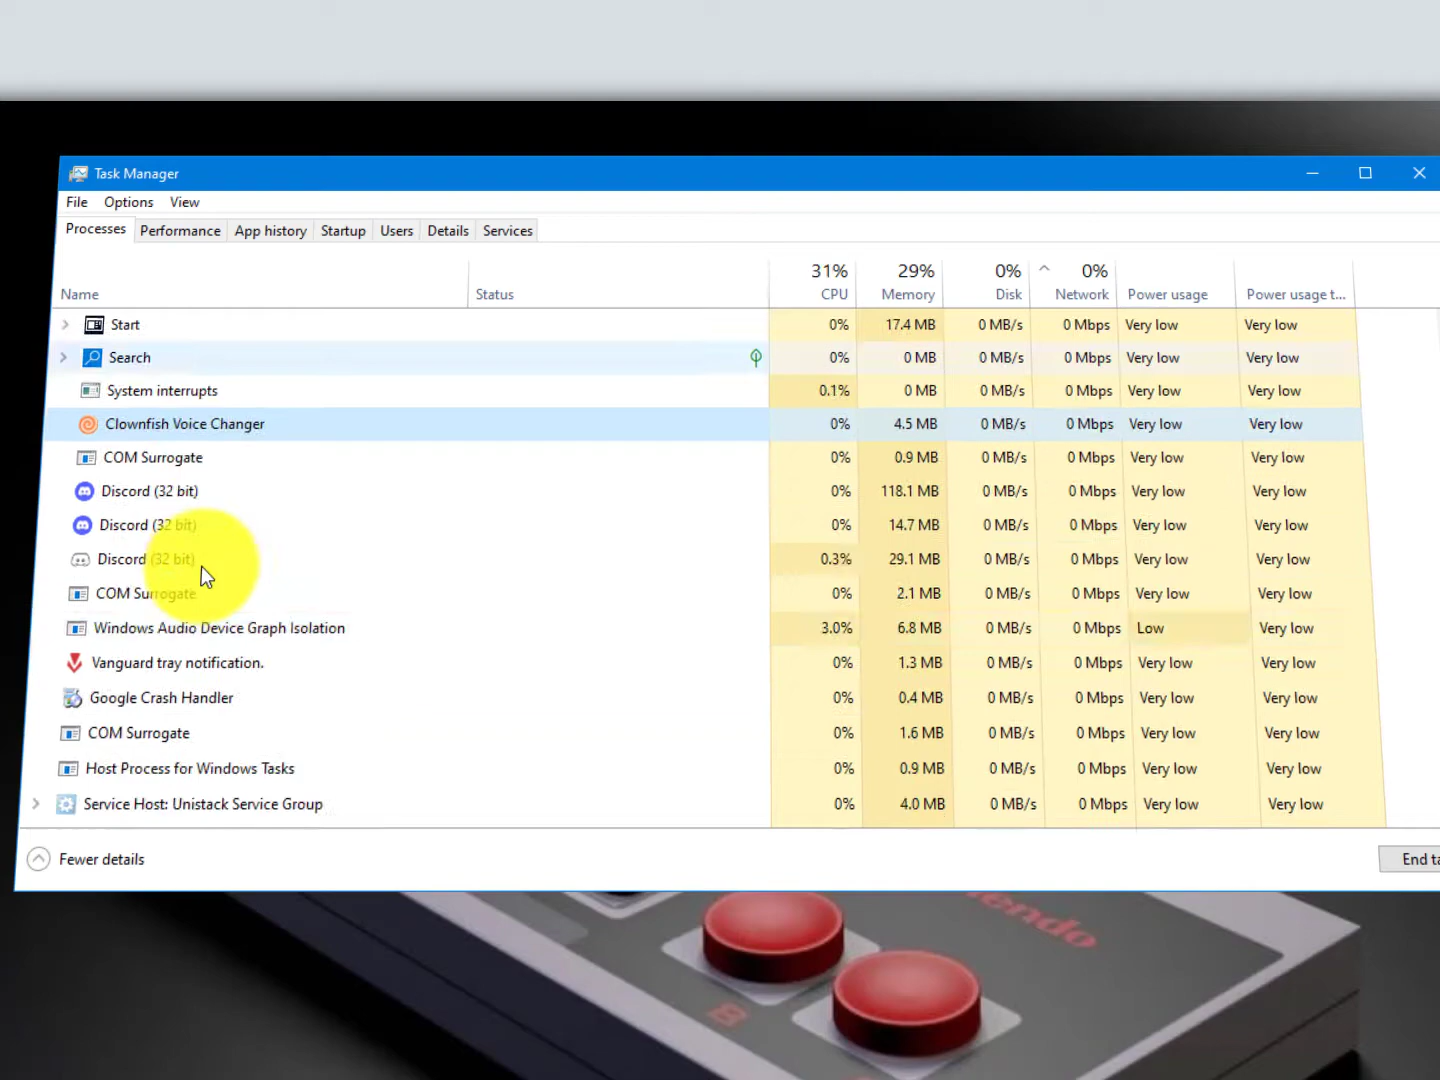 Task Manager
File Options View
Processes Performance App history Startup Users Details Services
31% 29% 0% 0%
Name Status CPU Memory Disk Network Power usage Power usage t...
Start 0% 17.4 MB 0 MB/s 0 Mbps Very low Very low
Search 0% 0 MB 0 MB/s 0 Mbps Very low Very low
System interrupts 0.1% 0 MB 0 MB/s 0 Mbps Very low Very low
Clownfish Voice Changer 0% 4.5 MB 0 MB/s 0 Mbps Very low Very low
COM Surrogate 0% 0.9 MB 0 MB/s 0 Mbps Very low Very low
Discord (32 bit) 0% 118.1 MB 0 MB/s 0 Mbps Very low Very low
Discord (32 bit) 0% 14.7 MB 0 MB/s 0 Mbps Very low Very low
Discord (32 bit) 0.3% 29.1 MB 0 MB/s 0 Mbps Very low Very low
COM Surrogate 0% 2.1 MB 0 MB/s 0 Mbps Very low Very low
Windows Audio Device Graph Isolation 3.0% 6.8 MB 0 MB/s 0 Mbps Low Very low
Vanguard tray notification. 0% 1.3 MB 0 MB/s 0 Mbps Very low Very low
Google Crash Handler 0% 0.4 MB 0 MB/s 0 Mbps Very low Very low
COM Surrogate 0% 1.6 MB 0 MB/s 0 Mbps Very low Very low
Host Process for Windows Tasks 0% 0.9 MB 0 MB/s 0 Mbps Very low Very low
Service Host: Unistack Service Group 0% 4.0 MB 0 MB/s 0 Mbps Very low Very low
Fewer details End ta
endo
B